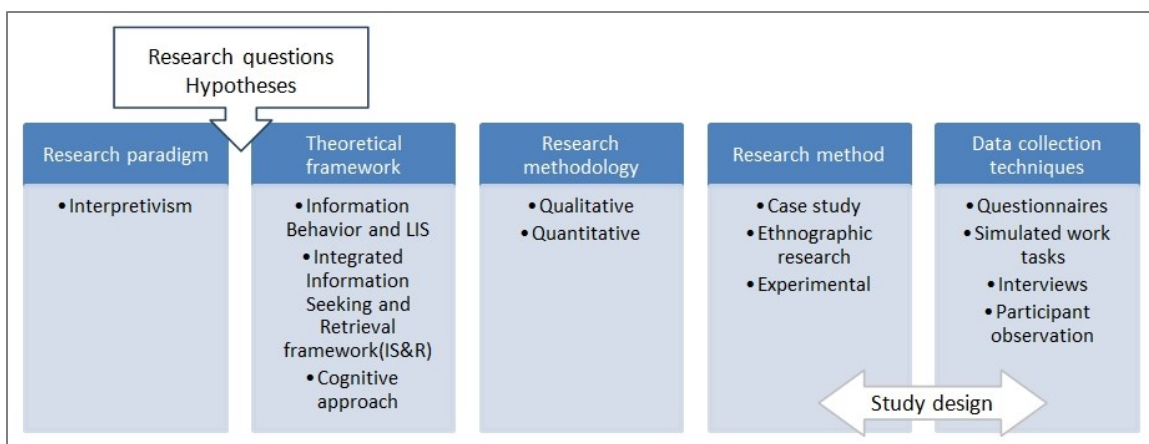 Research questions
Hypotheses
Research paradigm
•Interpretivism
Theoretical
framework
•Information
Behavior and LIS
•Integrated
Information
Seeking and
Retrieval
framework(IS&R)
•Cognitive
approach
Research
methodology
•Qualitative
•Quantitative
Research method
•Case study
•Ethnographic
research
•Experimental
Data collection
techniques
•Questionnaires
•Simulated work
tasks
•Interviews
•Participant
observation
Study design